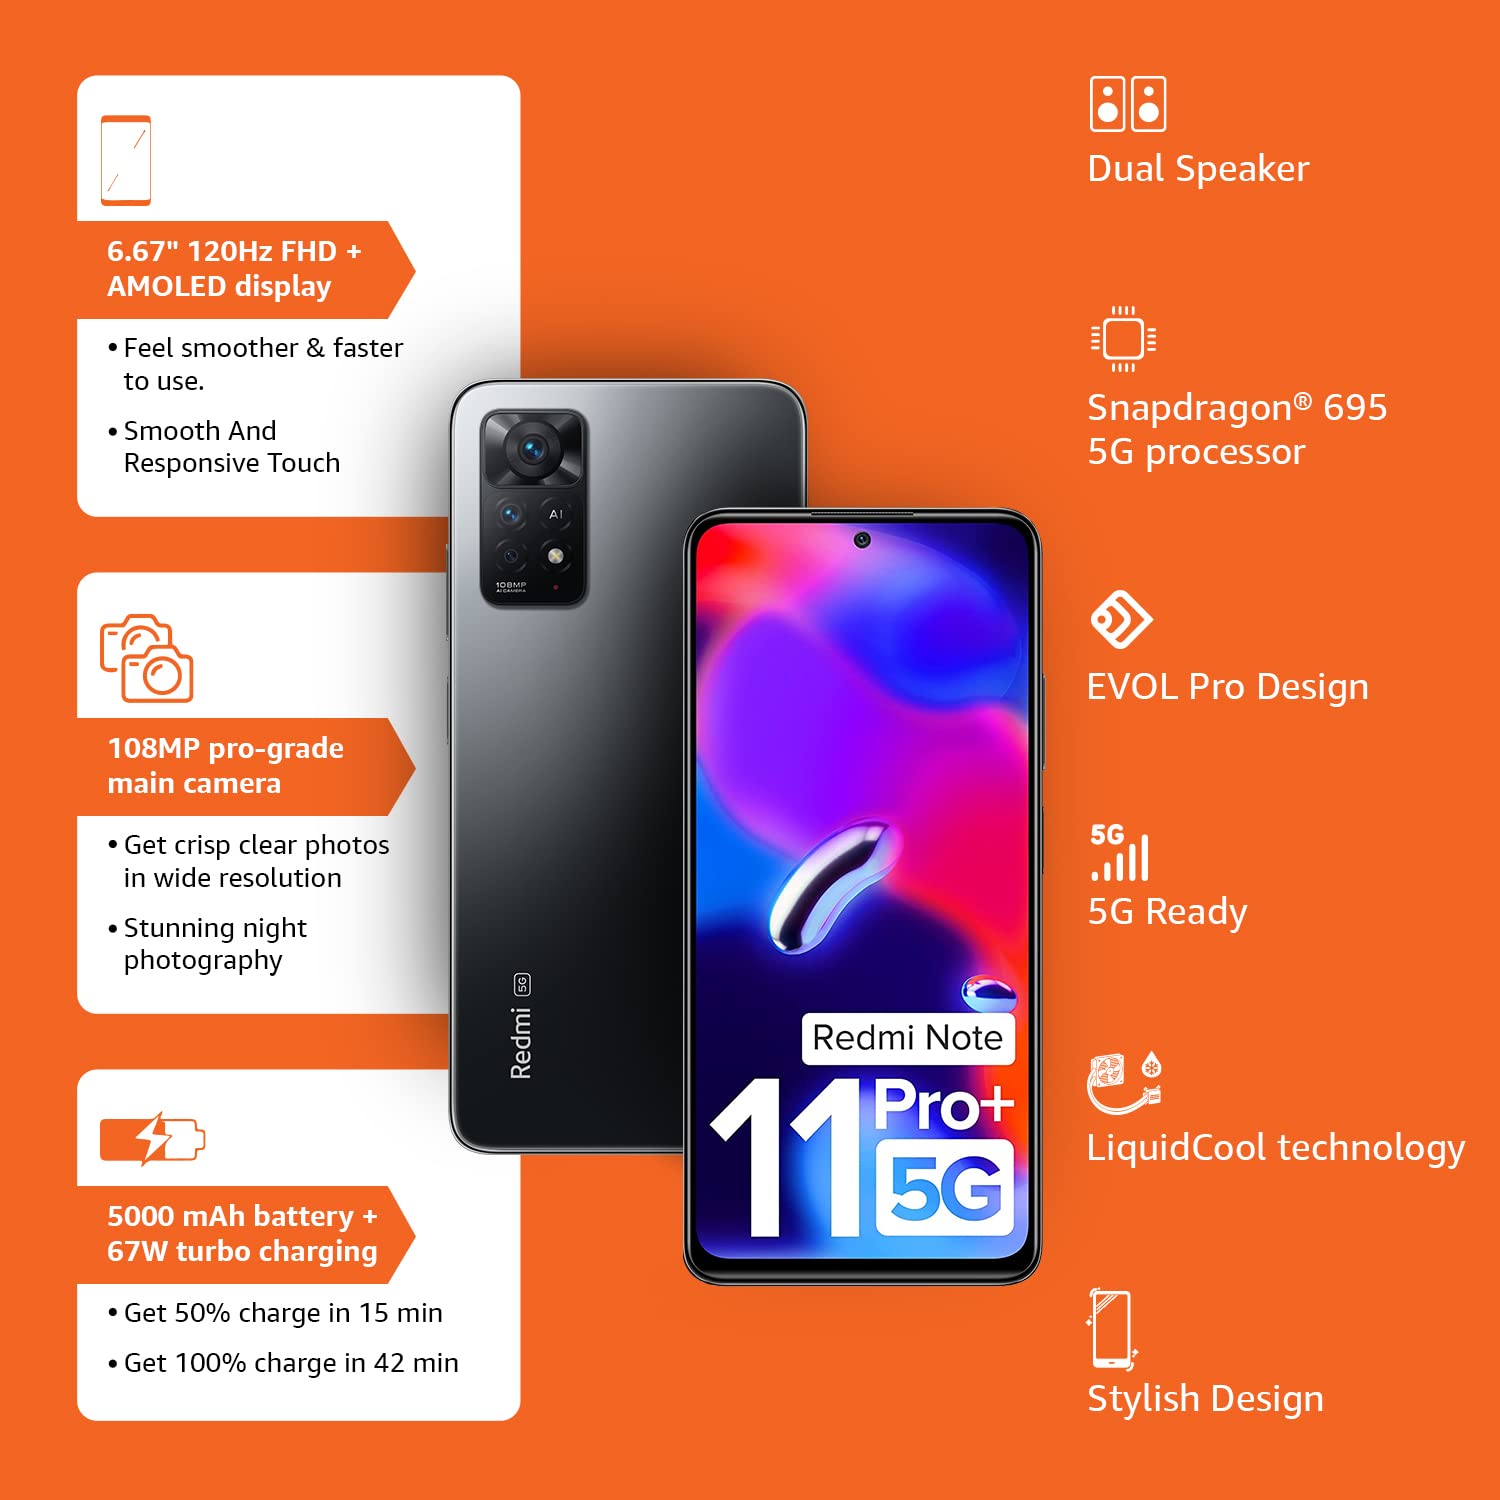 6.67" 120Hz FHD +
AMOLED display
• Feel smoother & faster
to use.
• Smooth And
Responsive Touch
108MP pro-grade
main camera
• Get crisp clear photos
in wide resolution
• Stunning night
photography
5000 mAh battery +
67W turbo charging
• Get 50% charge in 15 min
• Get 100% charge in 42 min
AI
108MP
AI CAMERA
Redmi 5G
Redmi Note
11 Pro+
5G
Dual Speaker
Snapdragon® 695
5G processor
EVOL Pro Design
5G
5G Ready
LiquidCool technology
Stylish Design